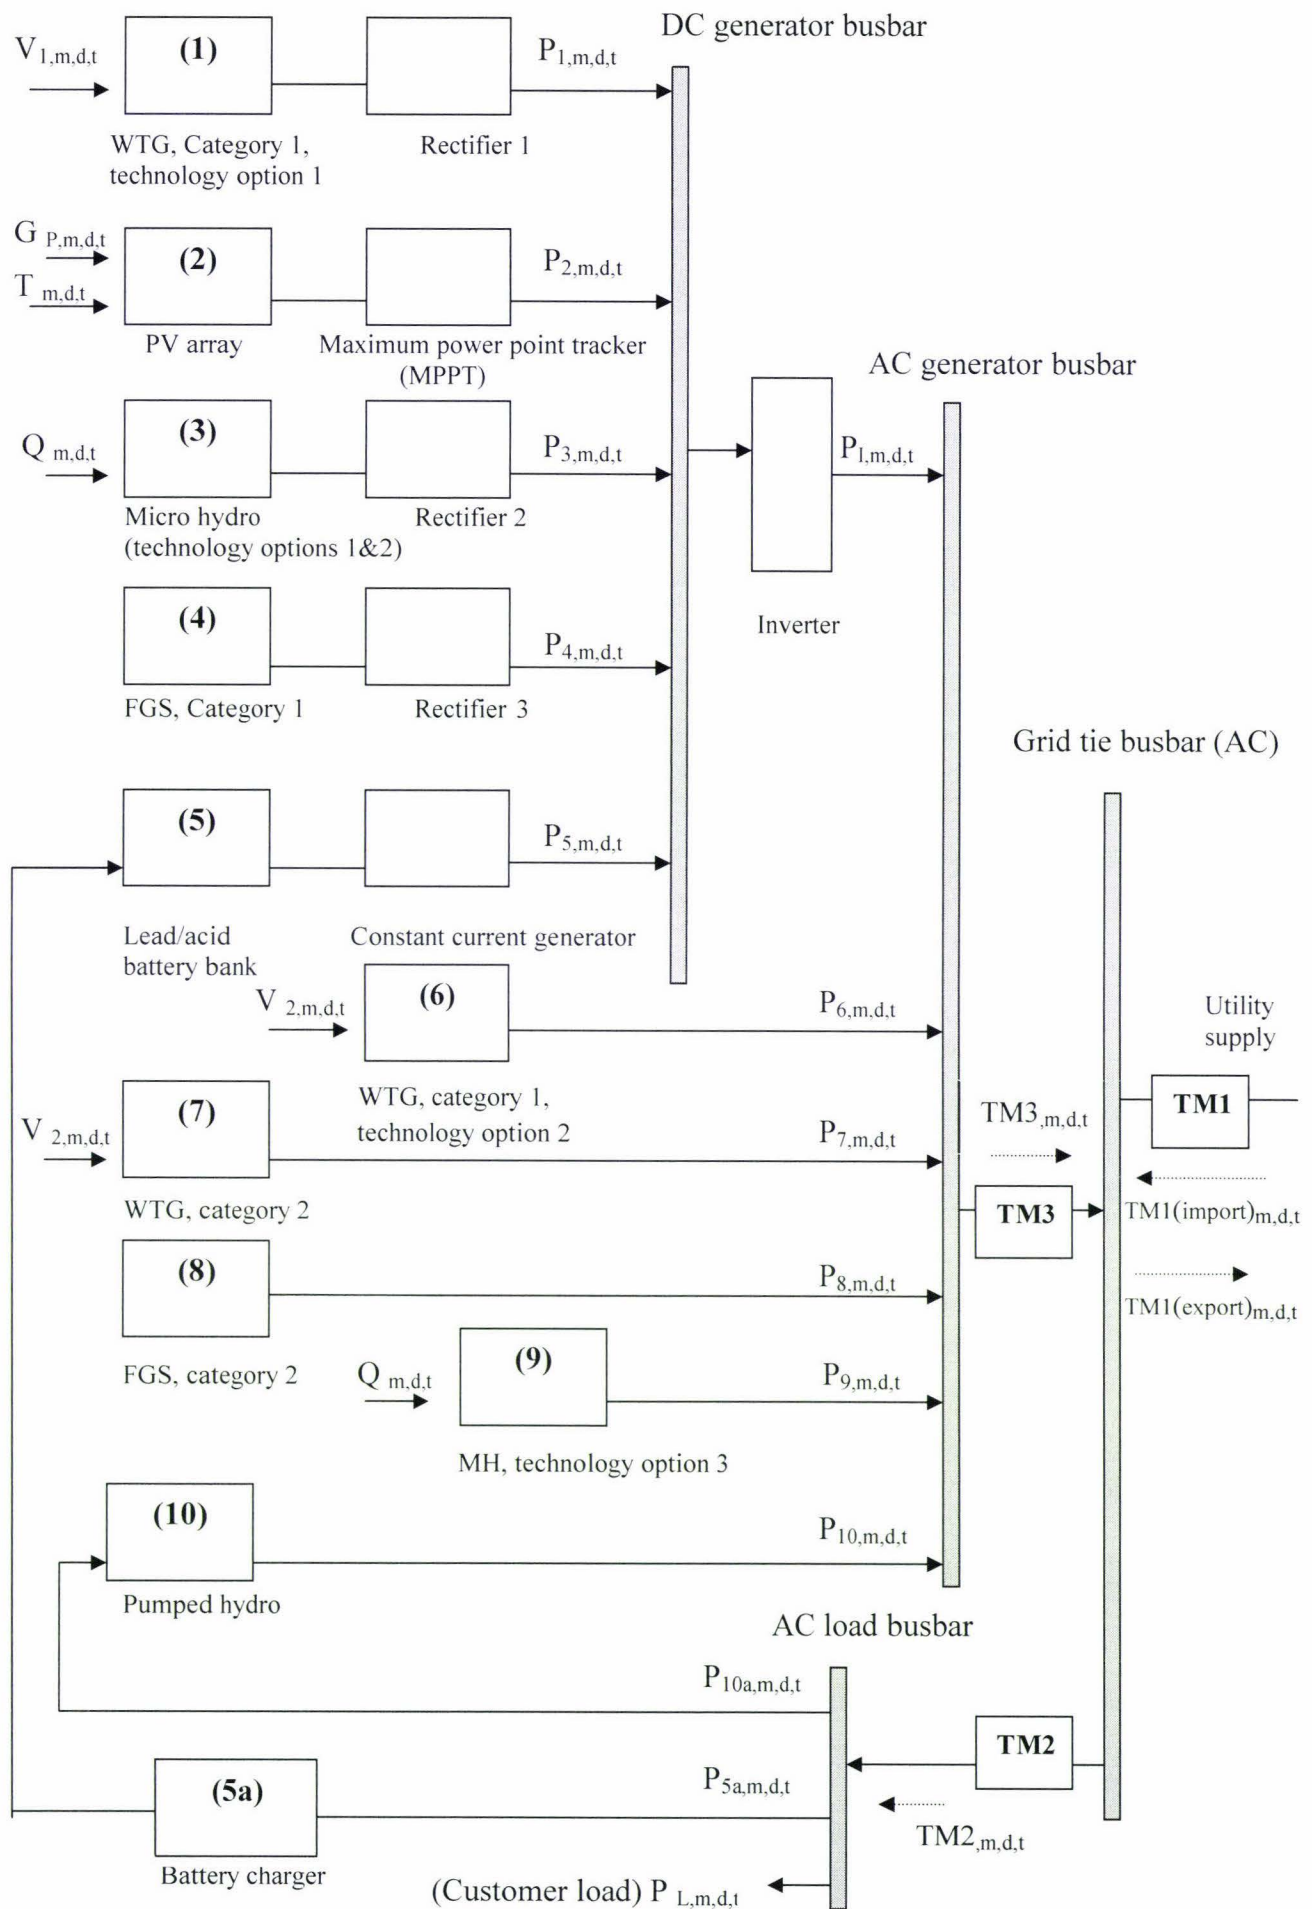 DC generator busbar
V 1,m,d,t
(1)
P1,m,d,t
WTG, Category 1,
technology option 1
Rectifier 1
G P,m,d,t
T m,d,t
(2)
P2,m,d,t
PV array
Maximum power point tracker
(MPPT)
AC generator busbar
Q m,d,t
(3)
P3,m,d,t
PI,m,d,t
Micro hydro
(technology options 1&2)
Rectifier 2
(4)
P4,m,d,t
Inverter
FGS, Category 1
Rectifier 3
Grid tie busbar (AC)
(5)
P5,m,d,t
Lead/acid
battery bank
Constant current generator
V 2,m,d,t
(6)
P6,m,d,t
Utility
supply
WTG, category 1,
technology option 2
V 2,m,d,t
(7)
P7,m,d,t
TM3,m,d,t
TM1
WTG, category 2
TM3
TM1(import)m,d,t
(8)
P8,m,d,t
TM1(export)m,d,t
FGS, category 2
Q m,d,t
(9)
P9,m,d,t
MH, technology option 3
(10)
P10,m,d,t
Pumped hydro
AC load busbar
P10a,m,d,t
TM2
(5a)
P5a,m,d,t
TM2,m,d,t
Battery charger
(Customer load) P L,m,d,t